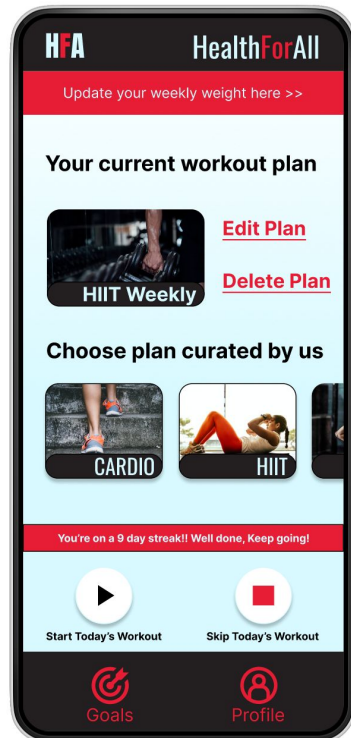 HFA
HealthForAll
Update your weekly weight here >>
Your current workout plan
HIIT Weekly
Edit Plan
Delete Plan
Choose plan curated by us
CARDIO
HIIT
You're on a 9 day streak!! Well done, Keep going!
Start Today's Workout
Skip Today's Workout
Goals
Profile